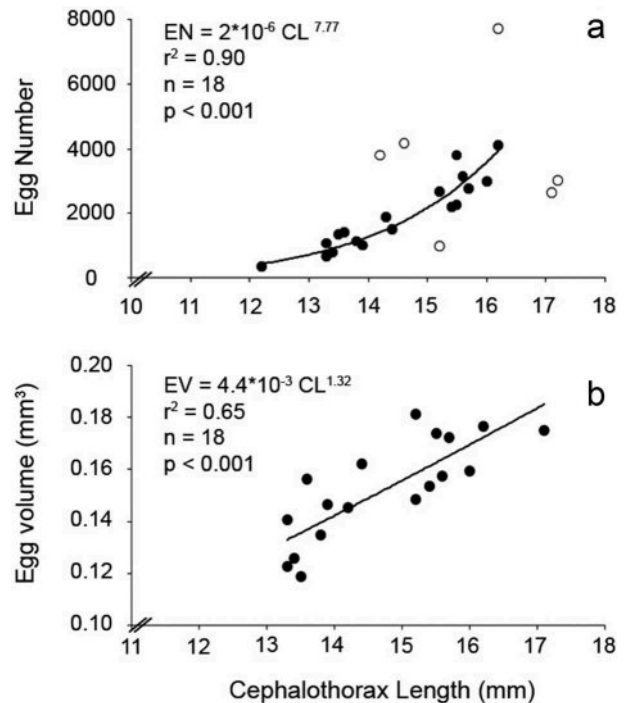 a
EN = 2*10⁻⁶ CL ⁷·⁷⁷
r² = 0.90
n = 18
p < 0.001
Egg Number
8000
6000
4000
2000
0
10 11 12 13 14 15 16 17 18
b
EV = 4.4*10⁻³ CL¹·³²
r² = 0.65
n = 18
p < 0.001
Egg volume (mm³)
0.20
0.18
0.16
0.14
0.12
0.10
11 12 13 14 15 16 17 18
Cephalothorax Length (mm)